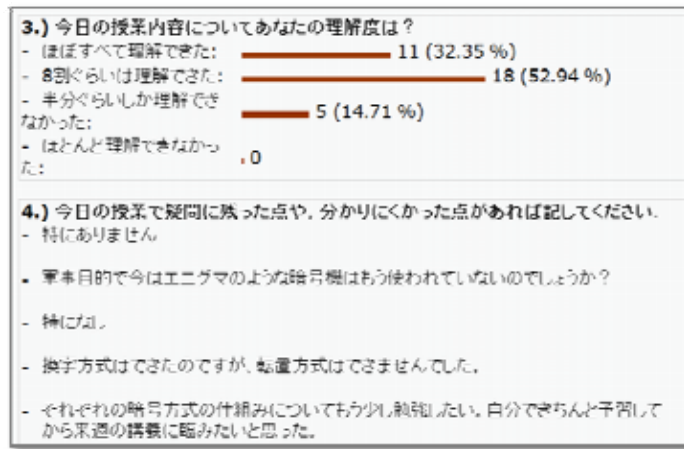 3.) 今日の授業内容についてあなたの理解度は？
- ほぼすべて理解できた: 11 (32.35 %)
- 8割ぐらいは理解できた: 18 (52.94 %)
- 半分ぐらいしか理解でき
なかった: 5 (14.71 %)
- ほとんど理解できなかっ
た: 0
4.) 今日の授業で疑問に残った点や、分かりにくかった点があれば記してください.
- 特にありません
- 軍事目的で今はエニグマのような暗号機はもう使われていないのでしょうか？
- 特になし
- 換字方式はできたのですが、転置方式はできませんでした。
- それぞれの暗号方式の仕組みについてもう少し勉強したい。自分できちんと予習して
から来週の講義に臨みたいと思った。